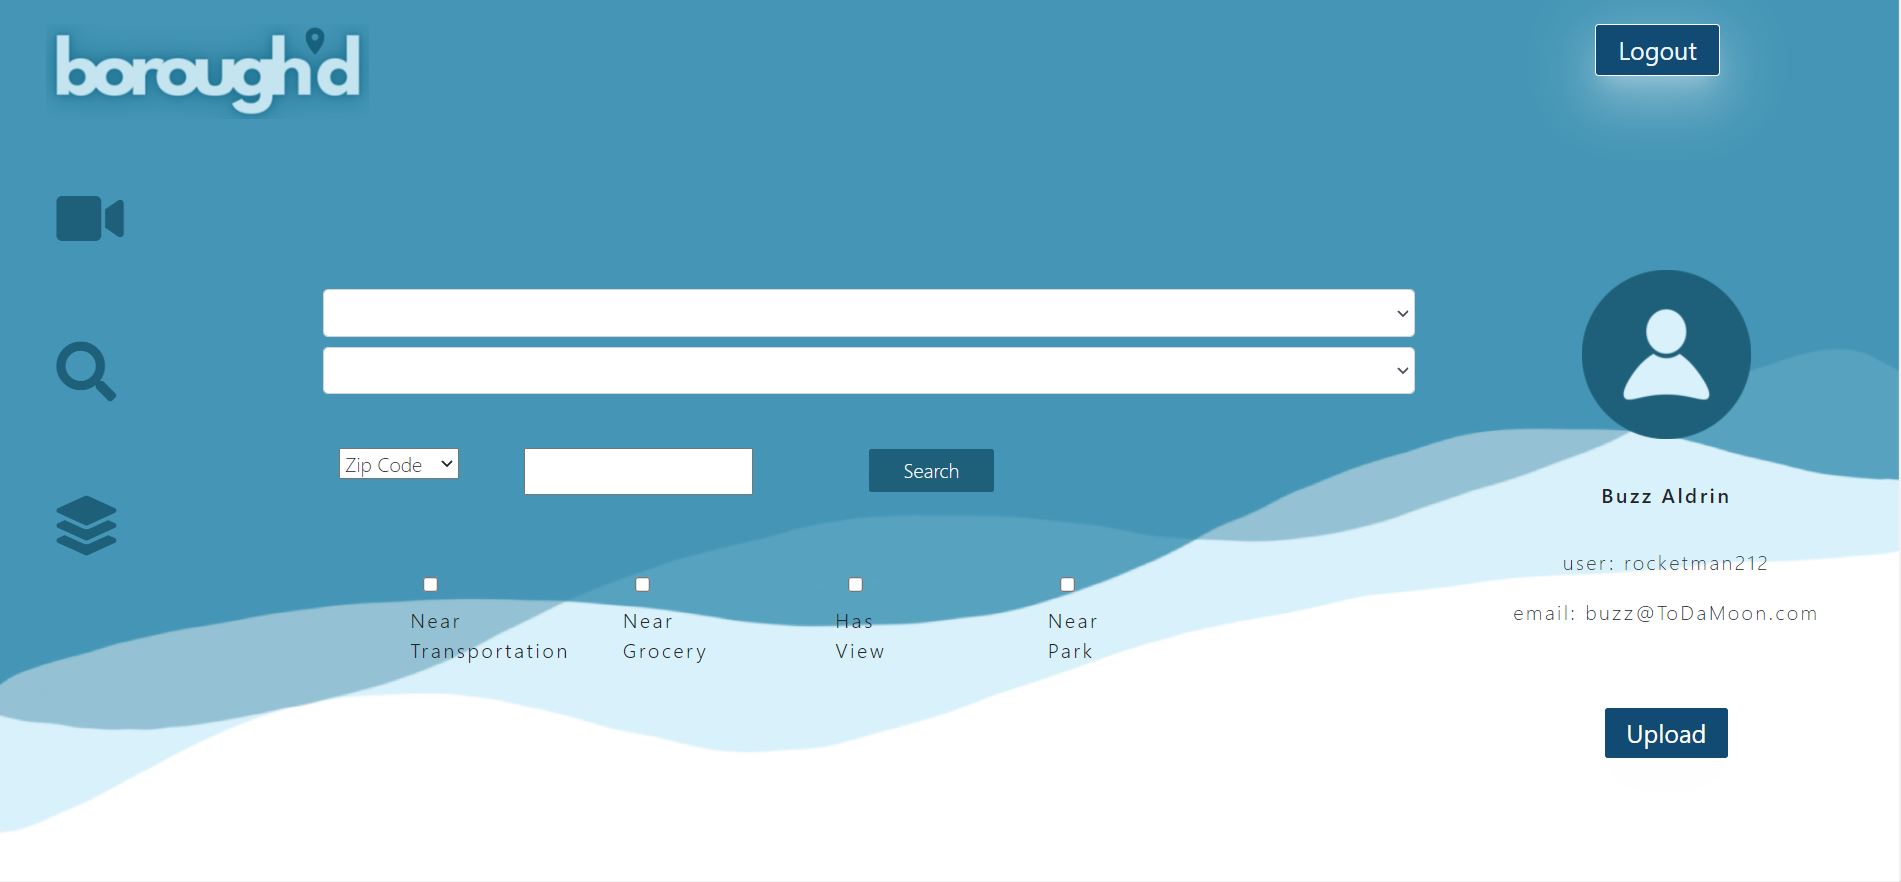 borough'd
Logout
Zip Code
Search
Near
Transportation
Near
Grocery
Has
View
Near
Park
Buzz Aldrin
user: rocketman212
email: buzz@ToDaMoon.com
Upload